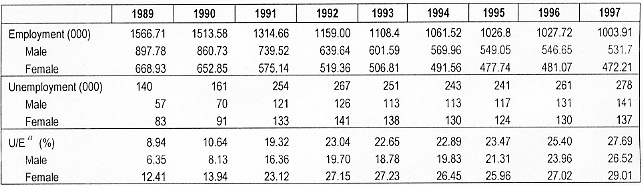 1989 1990 1991 1992 1993 1994 1995 1996 1997
Employment (000) 1566.71 1513.58 1314.66 1159.00 1108.4 1061.52 1026.8 1027.72 1003.91
Male 897.78 860.73 739.52 639.64 601.59 569.96 549.05 546.65 531.7
Female 668.93 652.85 575.14 519.36 506.81 491.56 477.74 481.07 472.21
Unemployment (000) 140 161 254 267 251 243 241 261 278
Male 57 70 121 126 113 113 117 131 141
Female 83 91 133 141 138 130 124 130 137
U/E a (%) 8.94 10.64 19.32 23.04 22.65 22.89 23.47 25.40 27.69
Male 6.35 8.13 16.36 19.70 18.78 19.83 21.31 23.96 26.52
Female 12.41 13.94 23.12 27.15 27.23 26.45 25.96 27.02 29.01